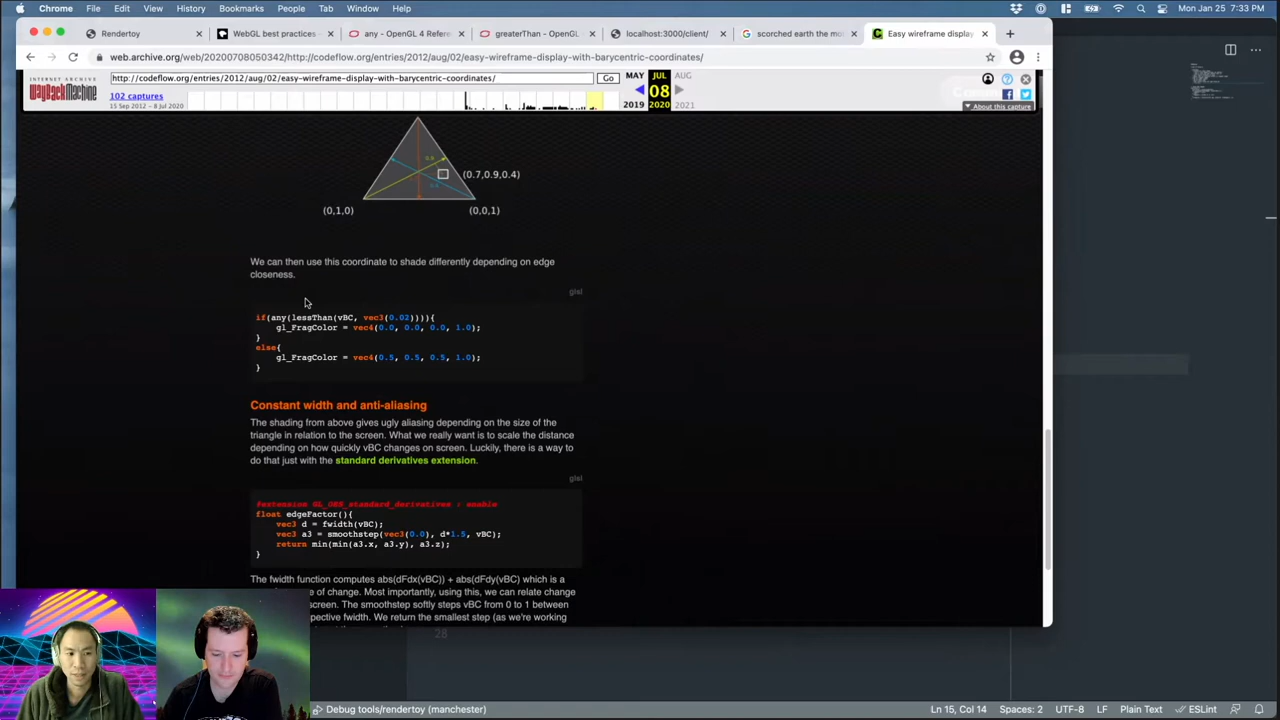 Chrome File Edit View History Bookmarks People Tab Window Help Mon Jan 25 7:33 PM
Rendertoy WebGL best practices - any - OpenGL 4 Refere greaterThan - OpenGL localhost:3000/client/ scorched earth the mo Easy wireframe display
web.archive.org/web/20200708050342/http://codeflow.org/entries/2012/aug/02/easy-wireframe-display-with-barycentric-coordinates/
INTERNET ARCHIVE
WayBackMachine
http://codeflow.org/entries/2012/aug/02/easy-wireframe-display-with-barycentric-coordinates/ Go
MAY JUL AUG
102 captures
08
15 Sep 2012 - 8 Jul 2020
2019 2020 2021
About this capture
(0.7,0.9,0.4)
(0,1,0) (0,0,1)
We can then use this coordinate to shade differently depending on edge
closeness.
glsl
if(any(lessThan(vBC, vec3(0.02)))){
gl_FragColor = vec4(0.0, 0.0, 0.0, 1.0);
}
else{
gl_FragColor = vec4(0.5, 0.5, 0.5, 1.0);
}
Constant width and anti-aliasing
The shading from above gives ugly aliasing depending on the size of the
triangle in relation to the screen. What we really want is to scale the distance
depending on how quickly vBC changes on screen. Luckily, there is a way to
do that just with the standard derivatives extension.
glsl
#extension GL_OES_standard_derivatives : enable
float edgeFactor(){
vec3 d = fwidth(vBC);
vec3 a3 = smoothstep(vec3(0.0), d*1.5, vBC);
return min(min(a3.x, a3.y), a3.z);
}
The fwidth function computes abs(dFdx(vBC)) + abs(dFdy(vBC) which is a
e of change. Most importantly, using this, we can relate change
screen. The smoothstep softly steps vBC from 0 to 1 between
spective fwidth. We return the smallest step (as we're working
28
Debug tools/rendertoy (manchester) Ln 15, Col 14 Spaces: 2 UTF-8 LF Plain Text ESLint